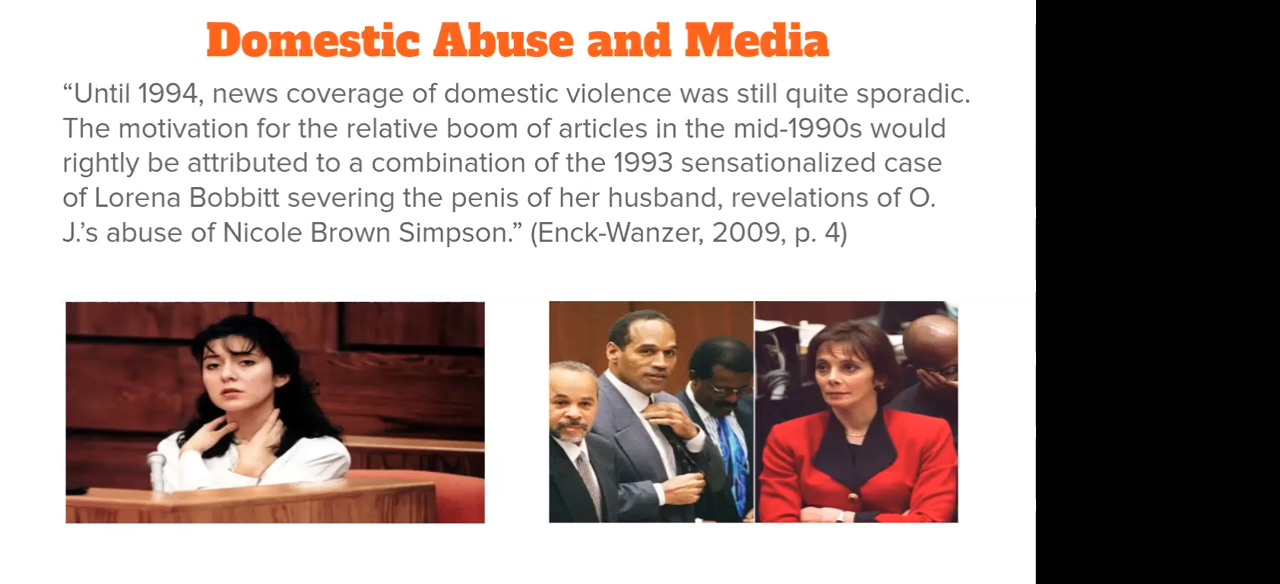 Domestic Abuse and Media
“Until 1994, news coverage of domestic violence was still quite sporadic.
The motivation for the relative boom of articles in the mid-1990s would
rightly be attributed to a combination of the 1993 sensationalized case
of Lorena Bobbitt severing the penis of her husband, revelations of O.
J.’s abuse of Nicole Brown Simpson.” (Enck-Wanzer, 2009, p. 4)